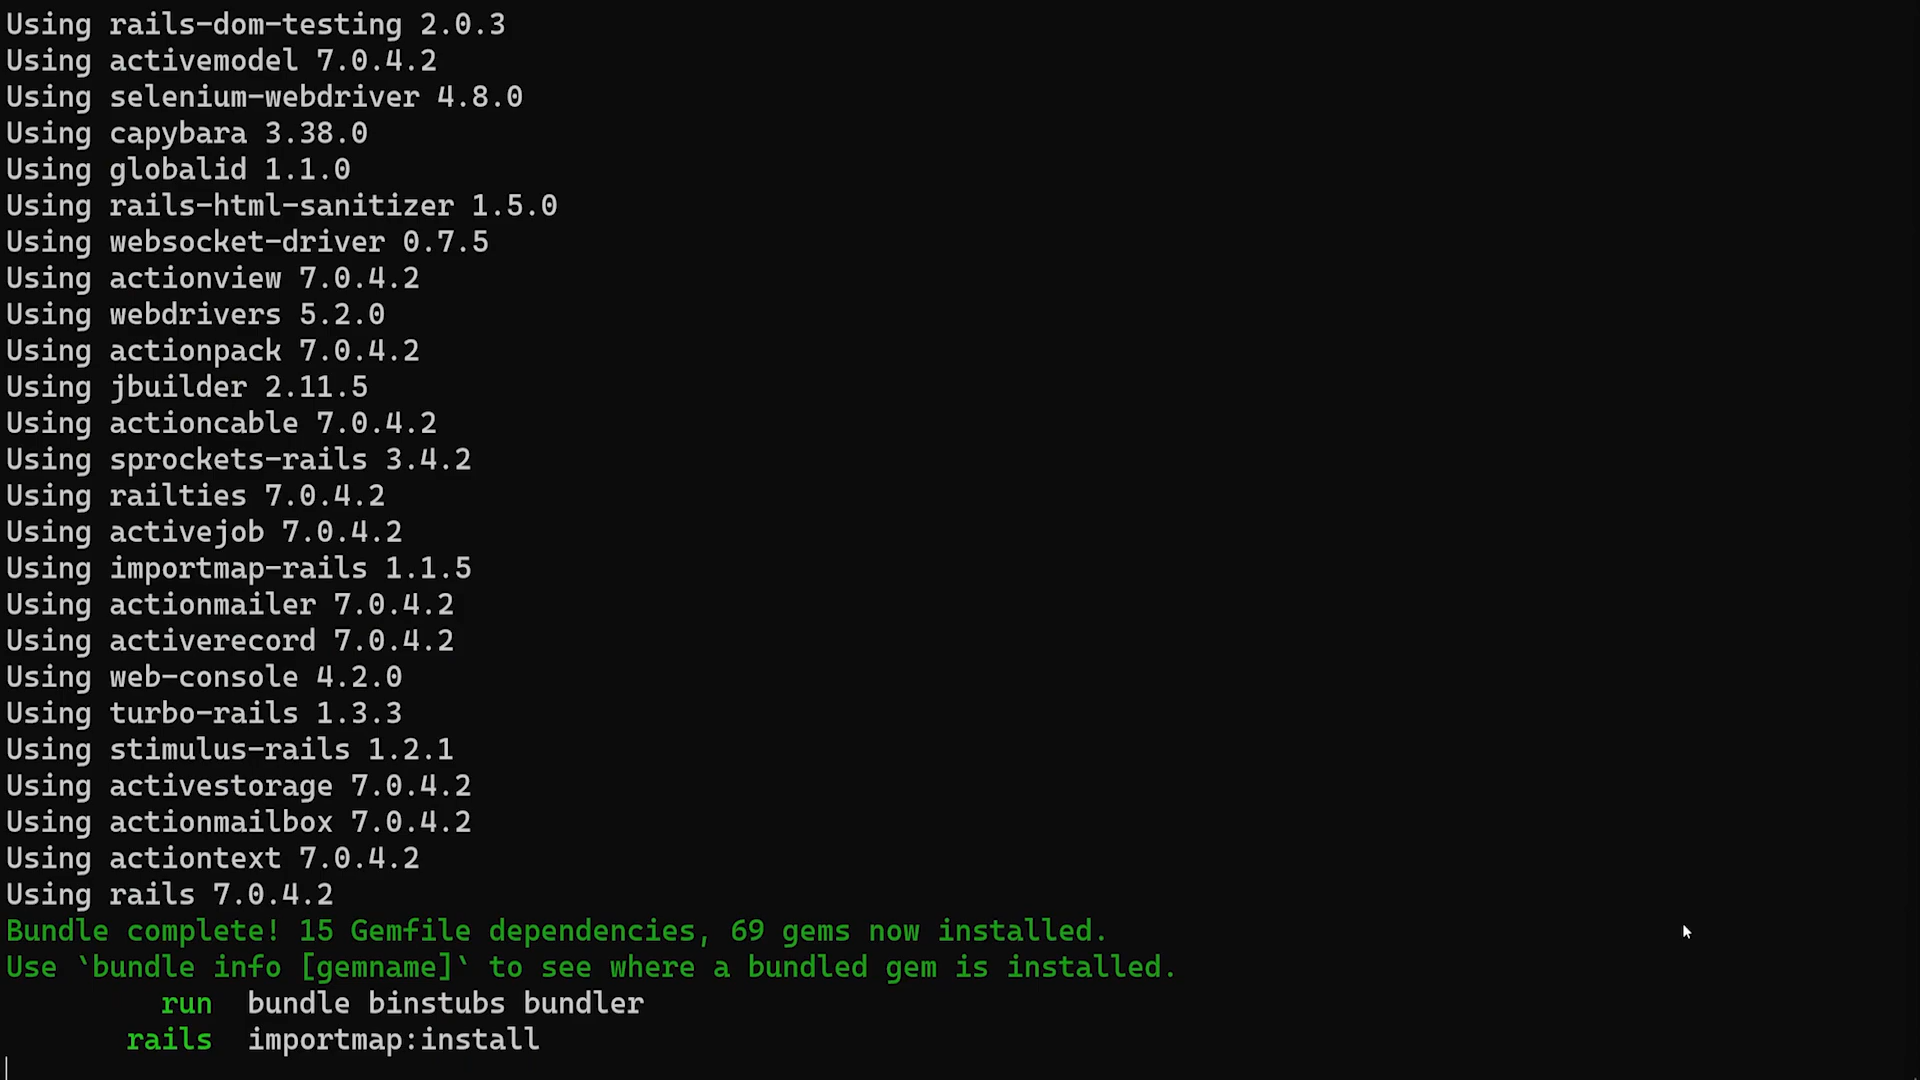 Using rails-dom-testing 2.0.3
Using activemodel 7.0.4.2
Using selenium-webdriver 4.8.0
Using capybara 3.38.0
Using globalid 1.1.0
Using rails-html-sanitizer 1.5.0
Using websocket-driver 0.7.5
Using actionview 7.0.4.2
Using webdrivers 5.2.0
Using actionpack 7.0.4.2
Using jbuilder 2.11.5
Using actioncable 7.0.4.2
Using sprockets-rails 3.4.2
Using railties 7.0.4.2
Using activejob 7.0.4.2
Using importmap-rails 1.1.5
Using actionmailer 7.0.4.2
Using activerecord 7.0.4.2
Using web-console 4.2.0
Using turbo-rails 1.3.3
Using stimulus-rails 1.2.1
Using activestorage 7.0.4.2
Using actionmailbox 7.0.4.2
Using actiontext 7.0.4.2
Using rails 7.0.4.2
Bundle complete! 15 Gemfile dependencies, 69 gems now installed.
Use `bundle info [gemname]` to see where a bundled gem is installed.
run  bundle binstubs bundler
rails  importmap:install